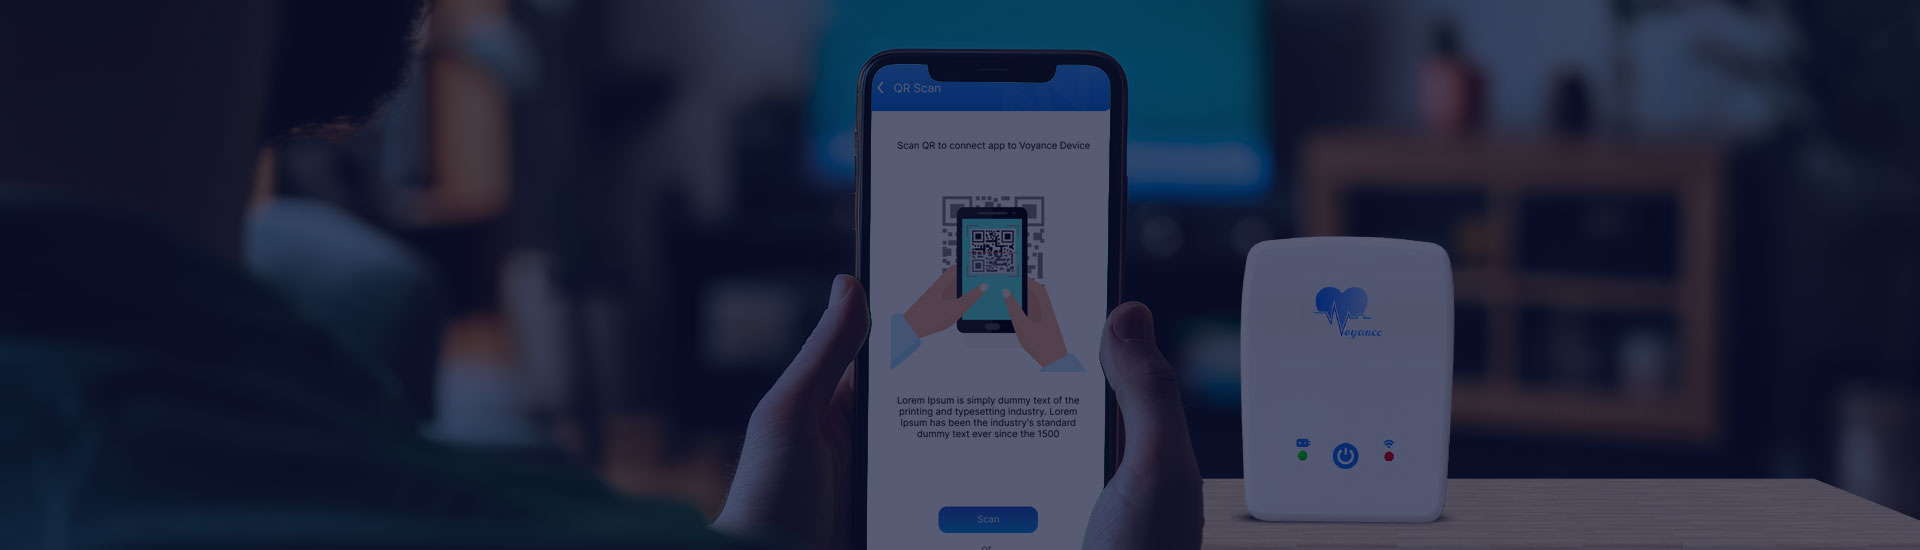 QR Scan
Scan QR to connect app to Voyance Device
Lorem Ipsum is simply dummy text of the
printing and typesetting industry. Lorem
Ipsum has been the industry's standard
dummy text ever since the 1500
Scan
or
Voyance